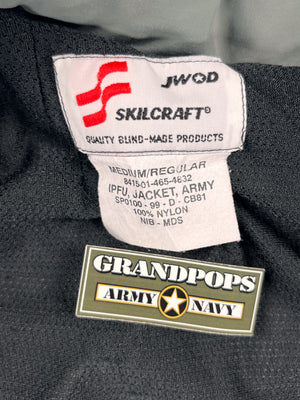 JWOD
SKILCRAFT®
QUALITY BLIND-MADE PRODUCTS
MEDIUM/REGULAR
8415-01-465-4632
IPFU, JACKET, ARMY
SP0100 - 99 - D - CB81
100% NYLON
NIB - MDS
GRANDPOPS
ARMY NAVY